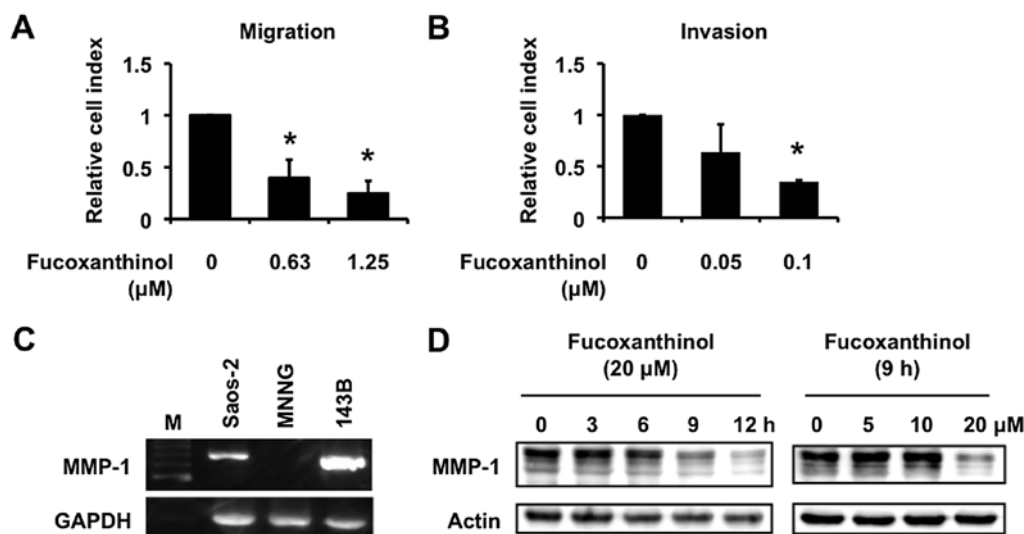 A
Migration
Relative cell index
1.5
1
0.5
0
*
*
Fucoxanthinol
(µM)
0 0.63 1.25
B
Invasion
Relative cell index
1.5
1
0.5
0
*
Fucoxanthinol
(µM)
0 0.05 0.1
C
M Saos-2 MNNG 143B
MMP-1
GAPDH
D
Fucoxanthinol
(20 µM)
0 3 6 9 12 h
Fucoxanthinol
(9 h)
0 5 10 20 µM
MMP-1
Actin